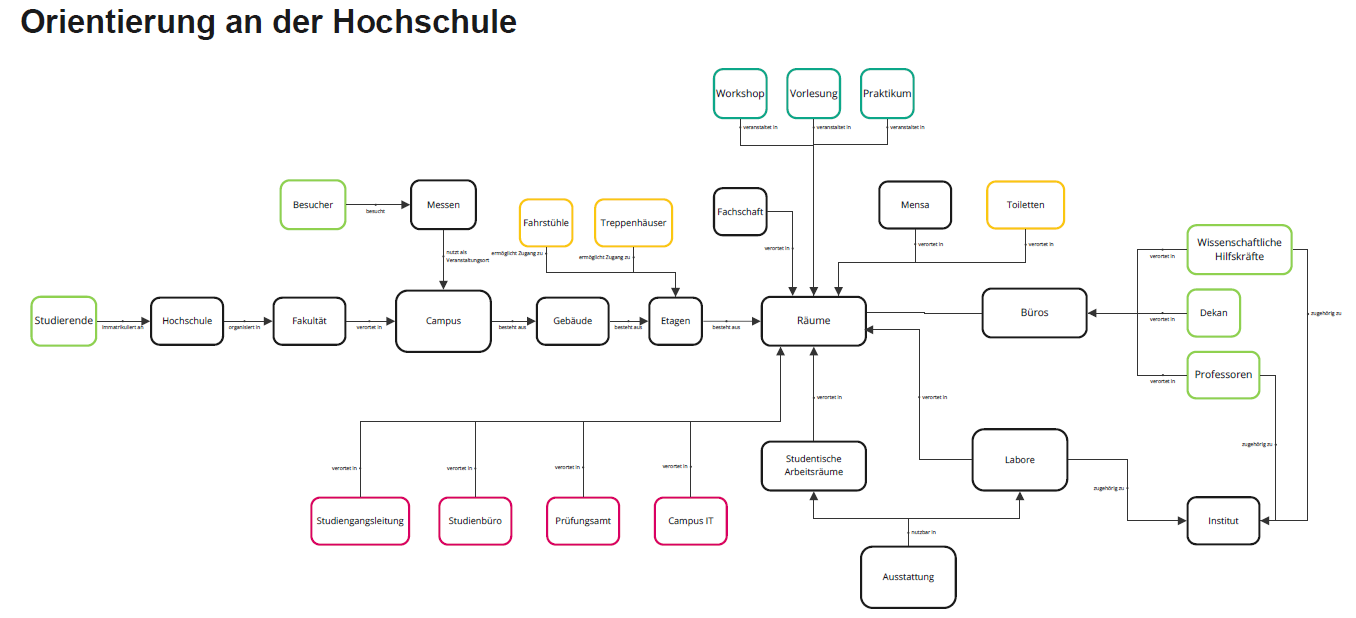 Orientierung an der Hochschule
Workshop
Vorlesung
Praktikum
veranstaltet in
veranstaltet in
veranstaltet in
Besucher
besucht
Messen
Fahrstühle
Treppenhäuser
Fachschaft
Mensa
Toiletten
nutzt als
Veranstaltungsort
ermöglicht Zugang zu
ermöglicht Zugang zu
verortet in
verortet in
verortet in
Wissenschaftliche
Hilfskräfte
verortet in
Studierende
immatrikuliert an
Hochschule
organisiert in
Fakultät
verortet in
Campus
besteht aus
Gebäude
besteht aus
Etagen
besteht aus
Räume
Büros
Dekan
verortet in
zugehörig zu
Professoren
verortet in
verortet in
verortet in
zugehörig zu
verortet in
verortet in
verortet in
verortet in
Studentische
Arbeitsräume
Labore
zugehörig zu
Studiengangsleitung
Studienbüro
Prüfungsamt
Campus IT
Institut
nutzbar in
Ausstattung